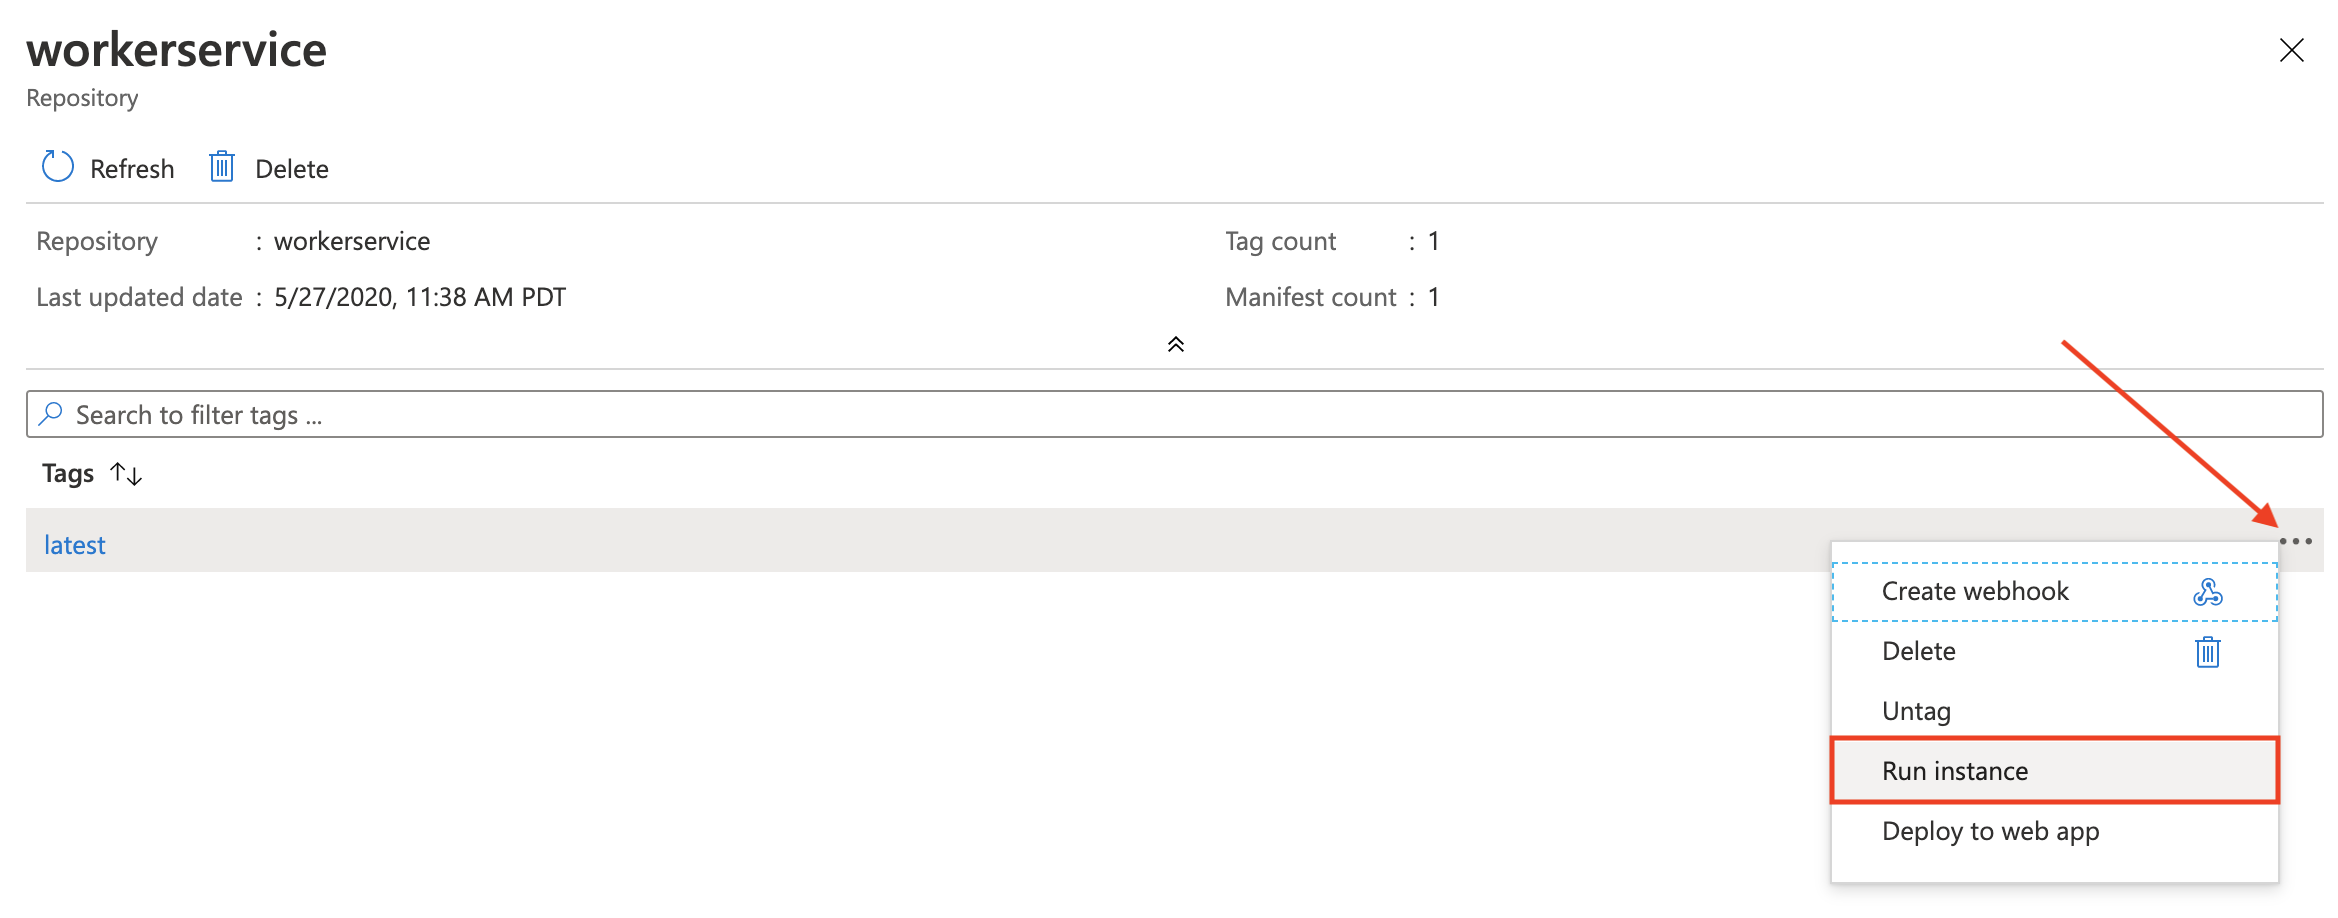 workerservice
Repository
Refresh Delete
Repository : workerservice
Tag count : 1
Last updated date : 5/27/2020, 11:38 AM PDT
Manifest count : 1
Search to filter tags ...
Tags
latest
Create webhook
Delete
Untag
Run instance
Deploy to web app